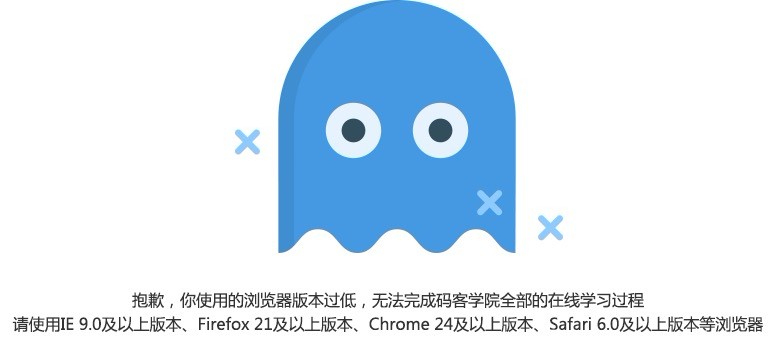 抱歉，你使用的浏览器版本过低，无法完成码客学院全部的在线学习过程
请使用IE 9.0及以上版本、Firefox 21及以上版本、Chrome 24及以上版本、Safari 6.0及以上版本等浏览器